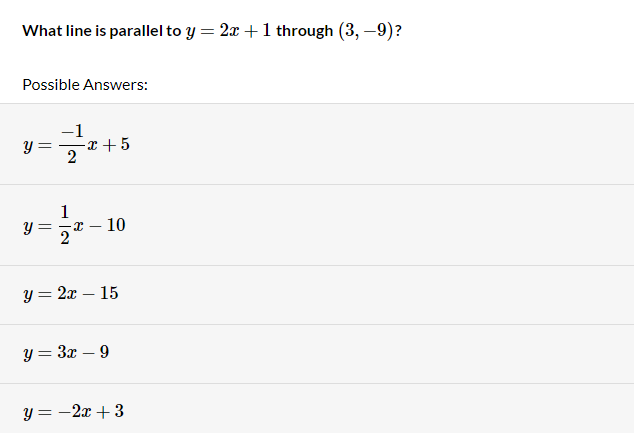 What line is parallel to y = 2x + 1 through (3, −9)?
Possible Answers:
y = \frac{-1}{2}x + 5
y = \frac{1}{2}x − 10
y = 2x − 15
y = 3x − 9
y = −2x + 3